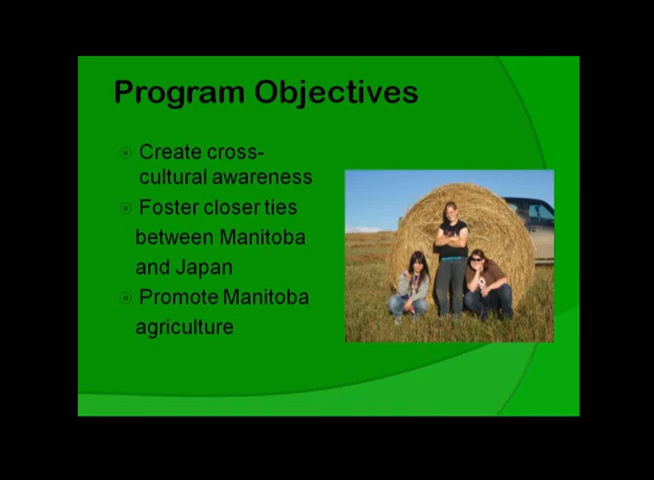 Program Objectives
Create cross-
cultural awareness
Foster closer ties
between Manitoba
and Japan
Promote Manitoba
agriculture